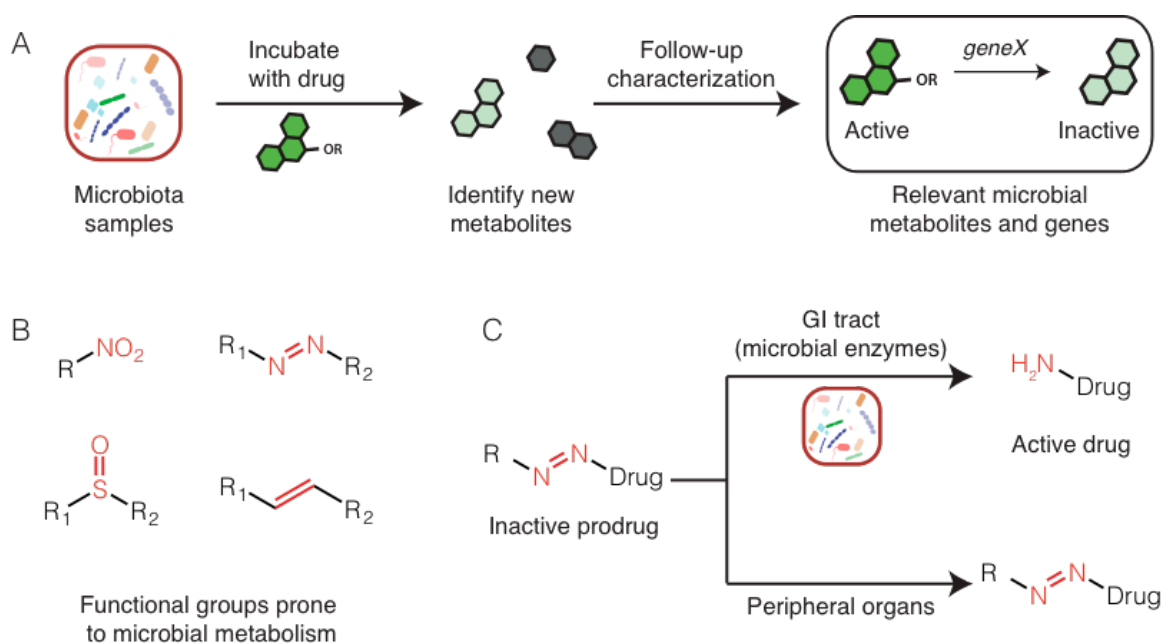 A
Incubate
with drug
OR
Microbiota
samples
Identify new
metabolites
Follow-up
characterization
geneX
OR
Active
Inactive
Relevant microbial
metabolites and genes
B
R NO2
R1 N N R2
O
S
R1 R2
R1 R2
Functional groups prone
to microbial metabolism
C
GI tract
(microbial enzymes)
H2N
Drug
Active drug
R N N Drug
Inactive prodrug
Peripheral organs
R N N Drug